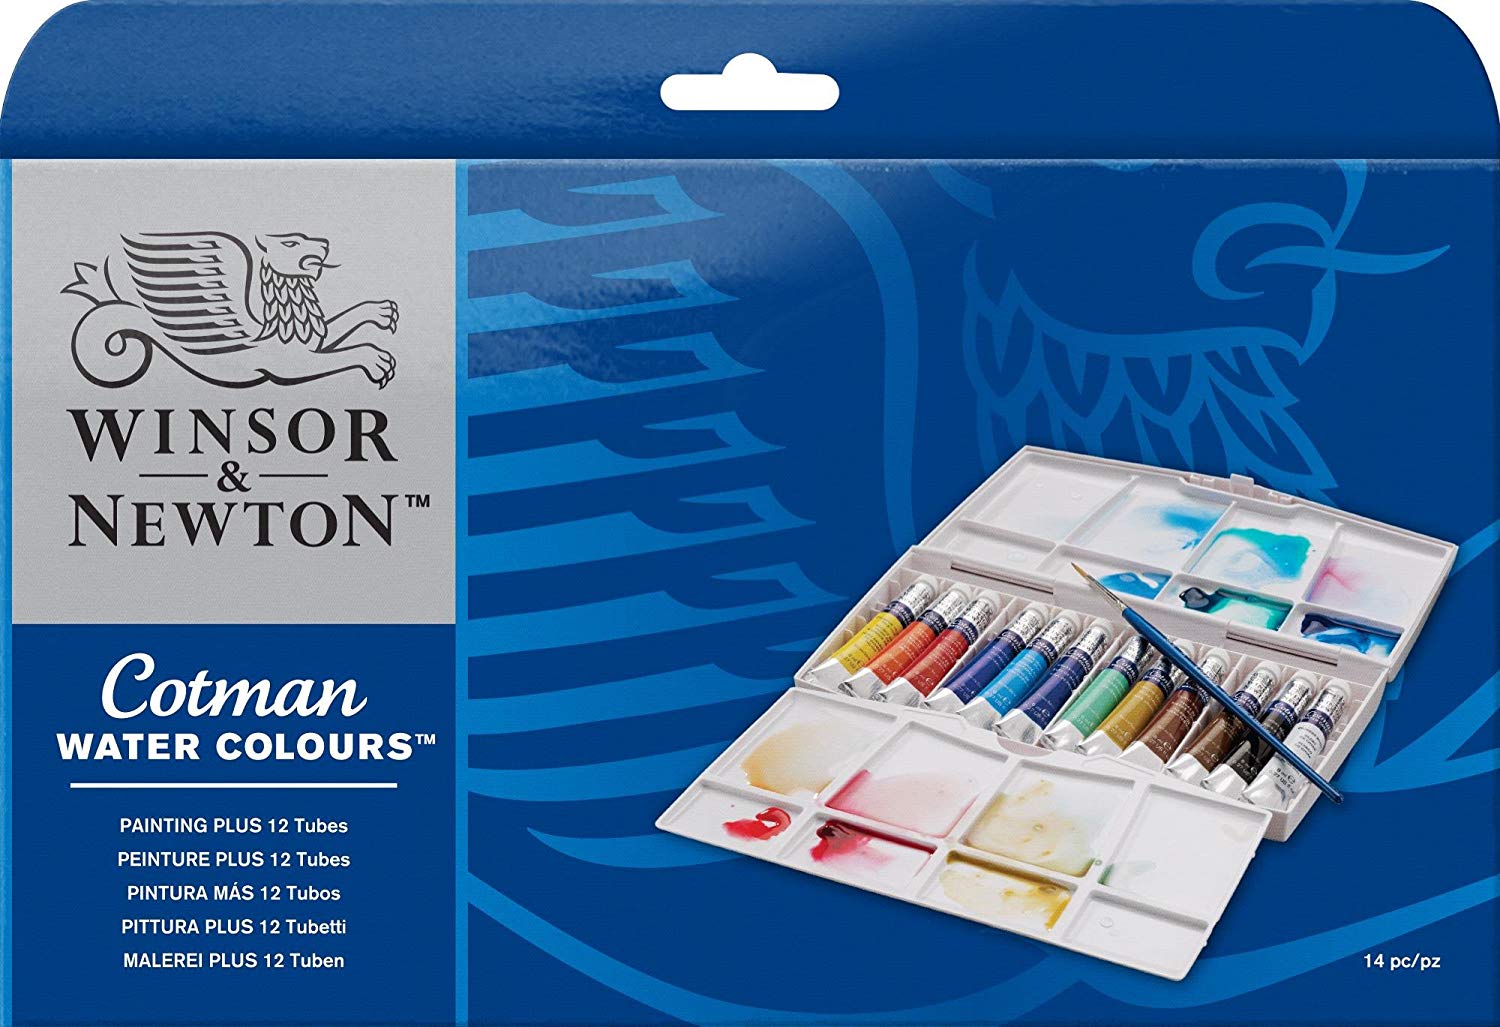 WINSOR
&
NEWTON™
Cotman
WATER COLOURS™
PAINTING PLUS 12 Tubes
PEINTURE PLUS 12 Tubes
PINTURA MÁS 12 Tubos
PITTURA PLUS 12 Tubetti
MALEREI PLUS 12 Tuben
14 pc/pz